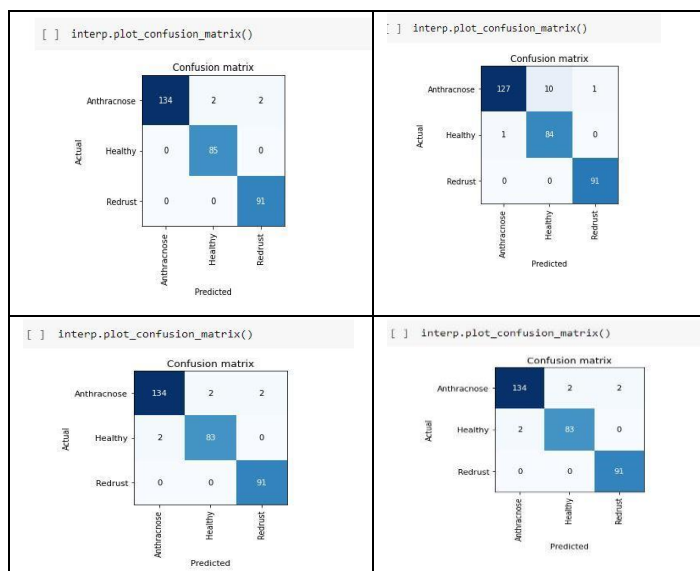 [ ] interp.plot_confusion_matrix()
Confusion matrix
Anthracnose 134 2 2
Healthy 0 85 0
Redrust 0 0 91
Actual
Anthracnose Healthy Redrust
Predicted
: ] interp.plot_confusion_matrix()
Confusion matrix
Anthracnose 127 10 1
Healthy 1 84 0
Redrust 0 0 91
Actual
Anthracnose Healthy Redrust
Predicted
[ ] interp.plot_confusion_matrix()
Confusion matrix
Anthracnose 134 2 2
Healthy 2 83 0
Redrust 0 0 91
Actual
Anthracnose Healthy Redrust
Predicted
[ ] interp.plot_confusion_matrix()
Confusion matrix
Anthracnose 134 2 2
Healthy 2 83 0
Redrust 0 0 91
Actual
Anthracnose Healthy Redrust
Predicted